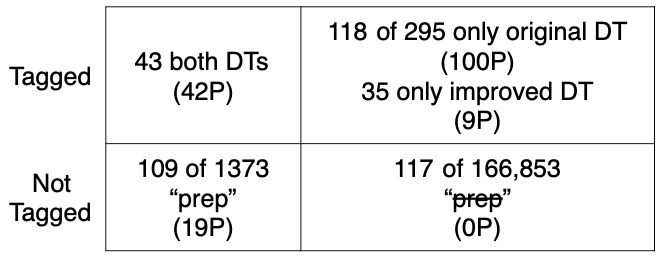 Tagged
43 both DTs
(42P)
118 of 295 only original DT
(100P)
35 only improved DT
(9P)
Not
Tagged
109 of 1373
“prep”
(19P)
117 of 166,853
“prep”
(0P)